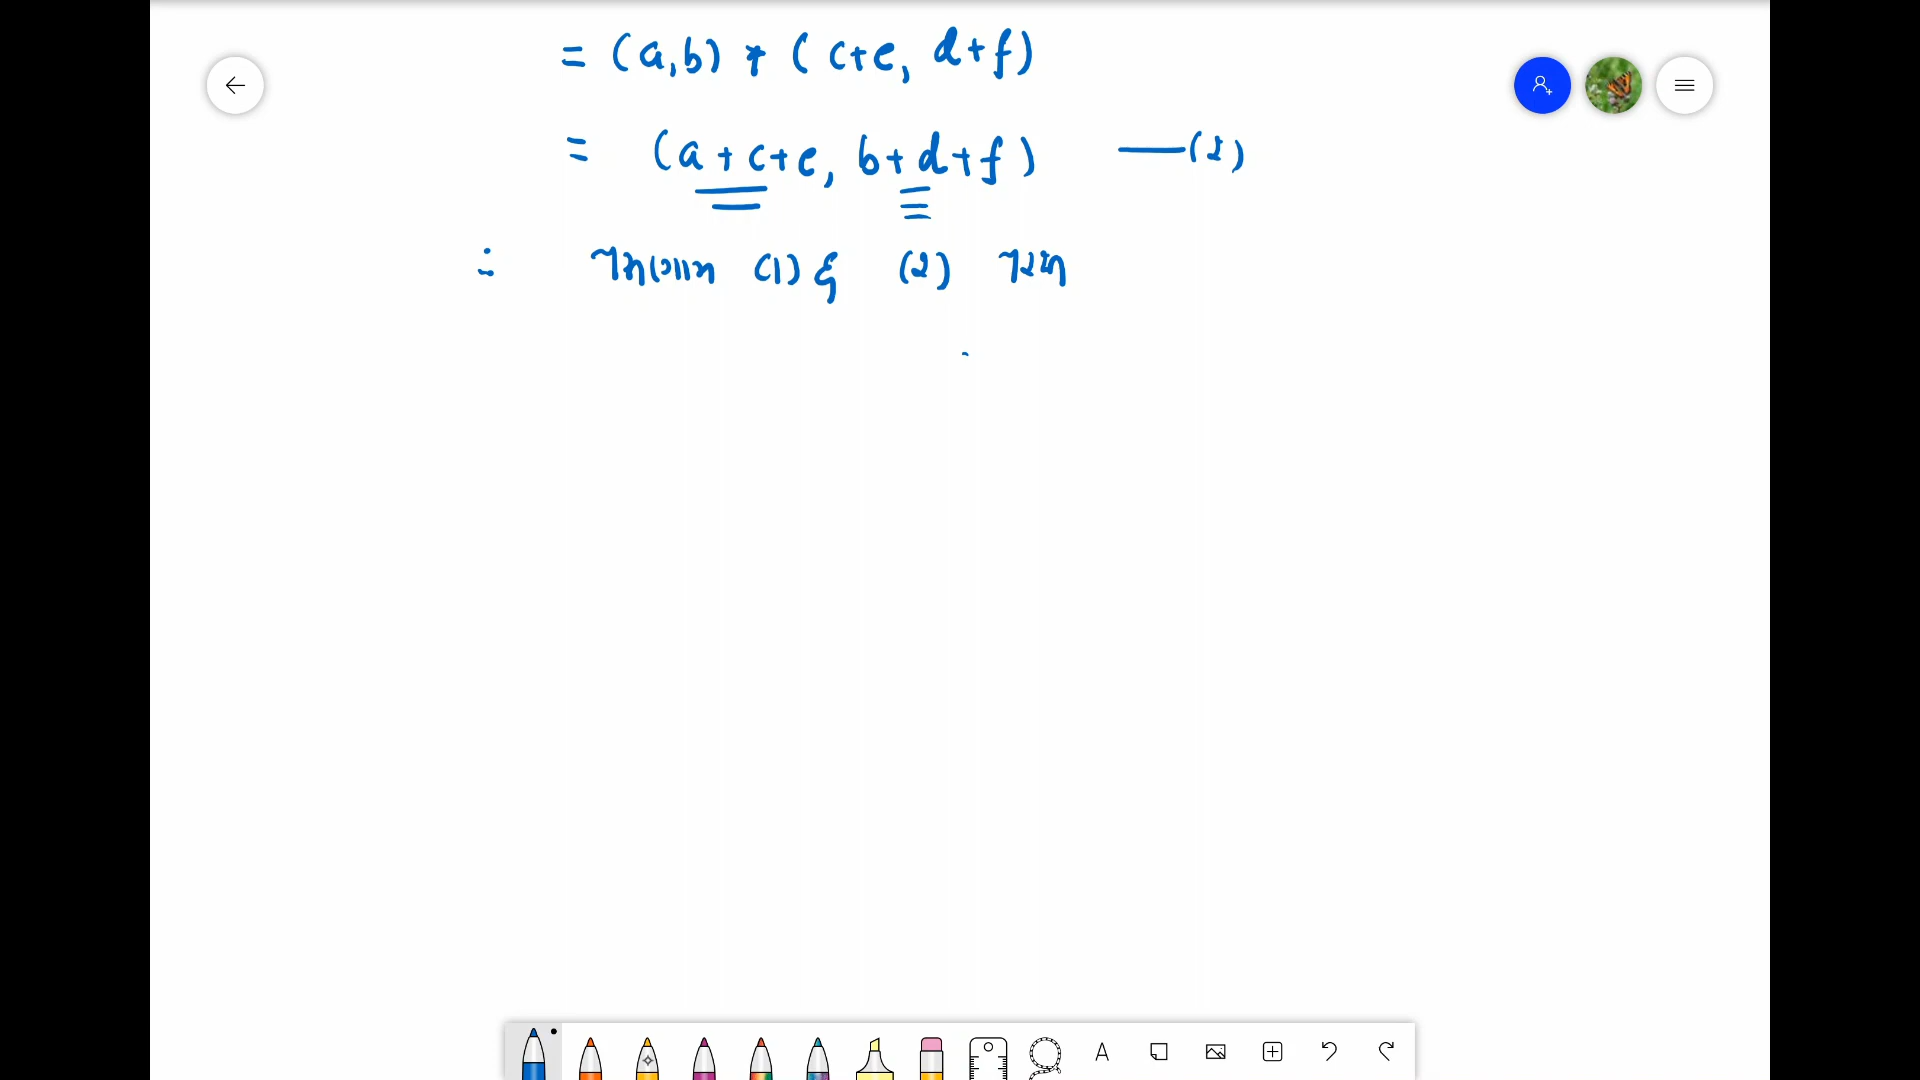 = (a,b) * (c+e, d+f)
= (a+c+e, b+d+f) —(2)
∴ (1) & (2)